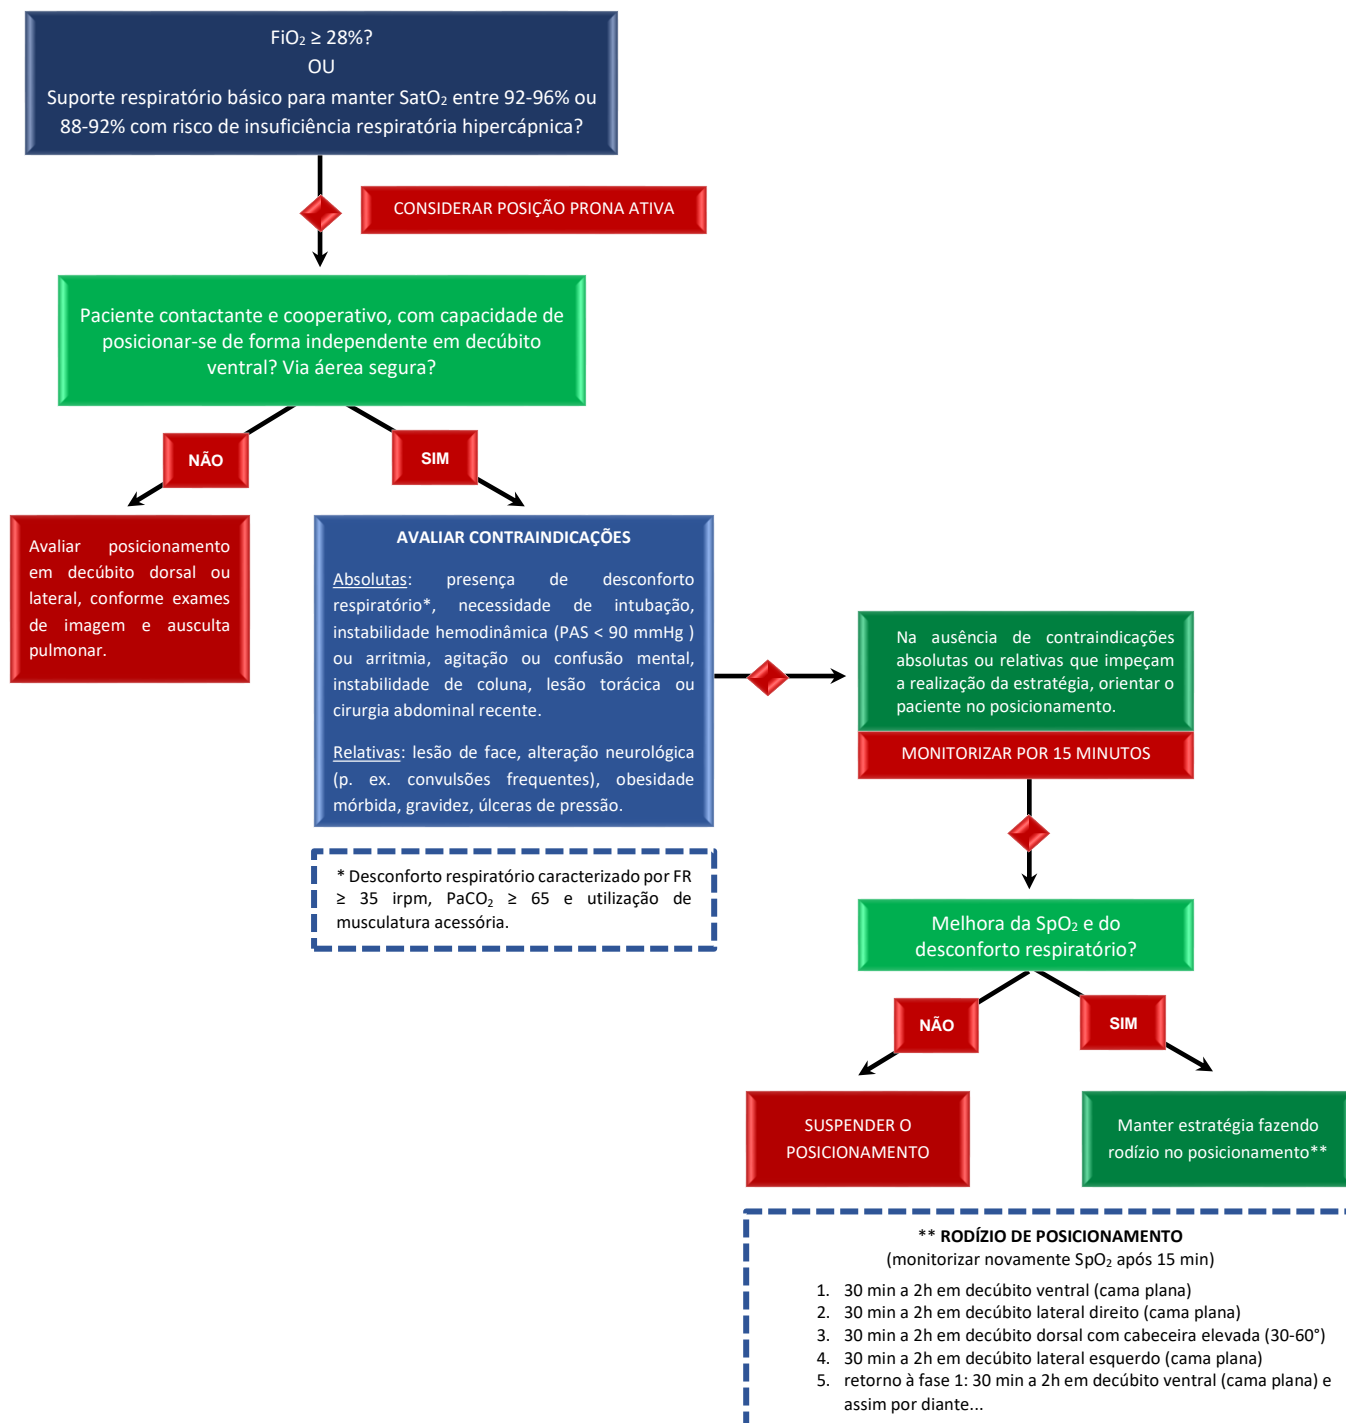 FiO₂ ≥ 28%?
OU
Suporte respiratório básico para manter SatO₂ entre 92-96% ou
88-92% com risco de insuficiência respiratória hipercápnica?
CONSIDERAR POSIÇÃO PRONA ATIVA
Paciente contactante e cooperativo, com capacidade de
posicionar-se de forma independente em decúbito
ventral? Via áerea segura?
NÃO
SIM
Avaliar posicionamento
em decúbito dorsal ou
lateral, conforme exames
de imagem e ausculta
pulmonar.
AVALIAR CONTRAINDICAÇÕES
Absolutas: presença de desconforto
respiratório*, necessidade de intubação,
instabilidade hemodinâmica (PAS < 90 mmHg )
ou arritmia, agitação ou confusão mental,
instabilidade de coluna, lesão torácica ou
cirurgia abdominal recente.
Relativas: lesão de face, alteração neurológica
(p. ex. convulsões frequentes), obesidade
mórbida, gravidez, úlceras de pressão.
* Desconforto respiratório caracterizado por FR
≥ 35 irpm, PaCO₂ ≥ 65 e utilização de
musculatura acessória.
Na ausência de contraindicações
absolutas ou relativas que impeçam
a realização da estratégia, orientar o
paciente no posicionamento.
MONITORIZAR POR 15 MINUTOS
Melhora da SpO₂ e do
desconforto respiratório?
NÃO
SIM
SUSPENDER O
POSICIONAMENTO
Manter estratégia fazendo
rodízio no posicionamento**
** RODÍZIO DE POSICIONAMENTO
(monitorizar novamente SpO₂ após 15 min)
1. 30 min a 2h em decúbito ventral (cama plana)
2. 30 min a 2h em decúbito lateral direito (cama plana)
3. 30 min a 2h em decúbito dorsal com cabeceira elevada (30-60°)
4. 30 min a 2h em decúbito lateral esquerdo (cama plana)
5. retorno à fase 1: 30 min a 2h em decúbito ventral (cama plana) e
assim por diante...